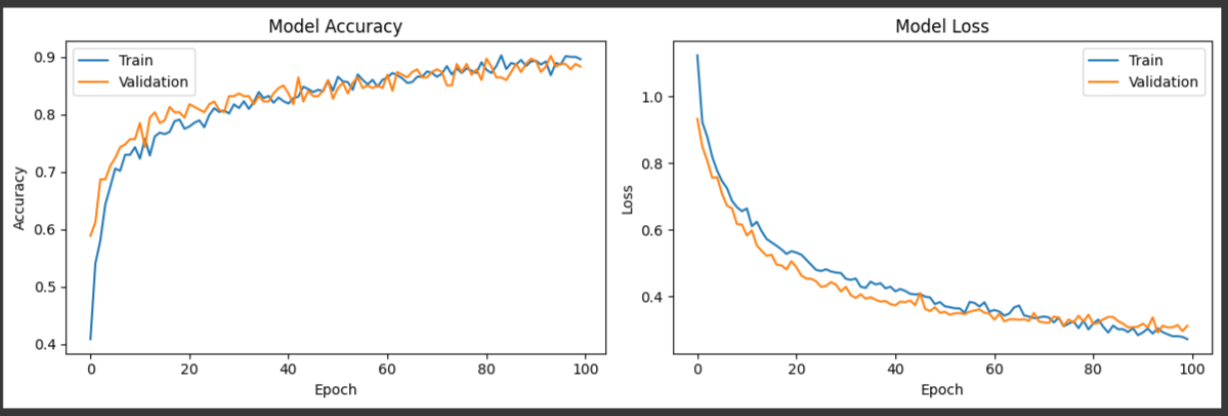 Model Accuracy
Train
Validation
Accuracy
0.9
0.8
0.7
0.6
0.5
0.4
0 20 40 60 80 100
Epoch
Model Loss
Train
Validation
Loss
1.0
0.8
0.6
0.4
0 20 40 60 80 100
Epoch